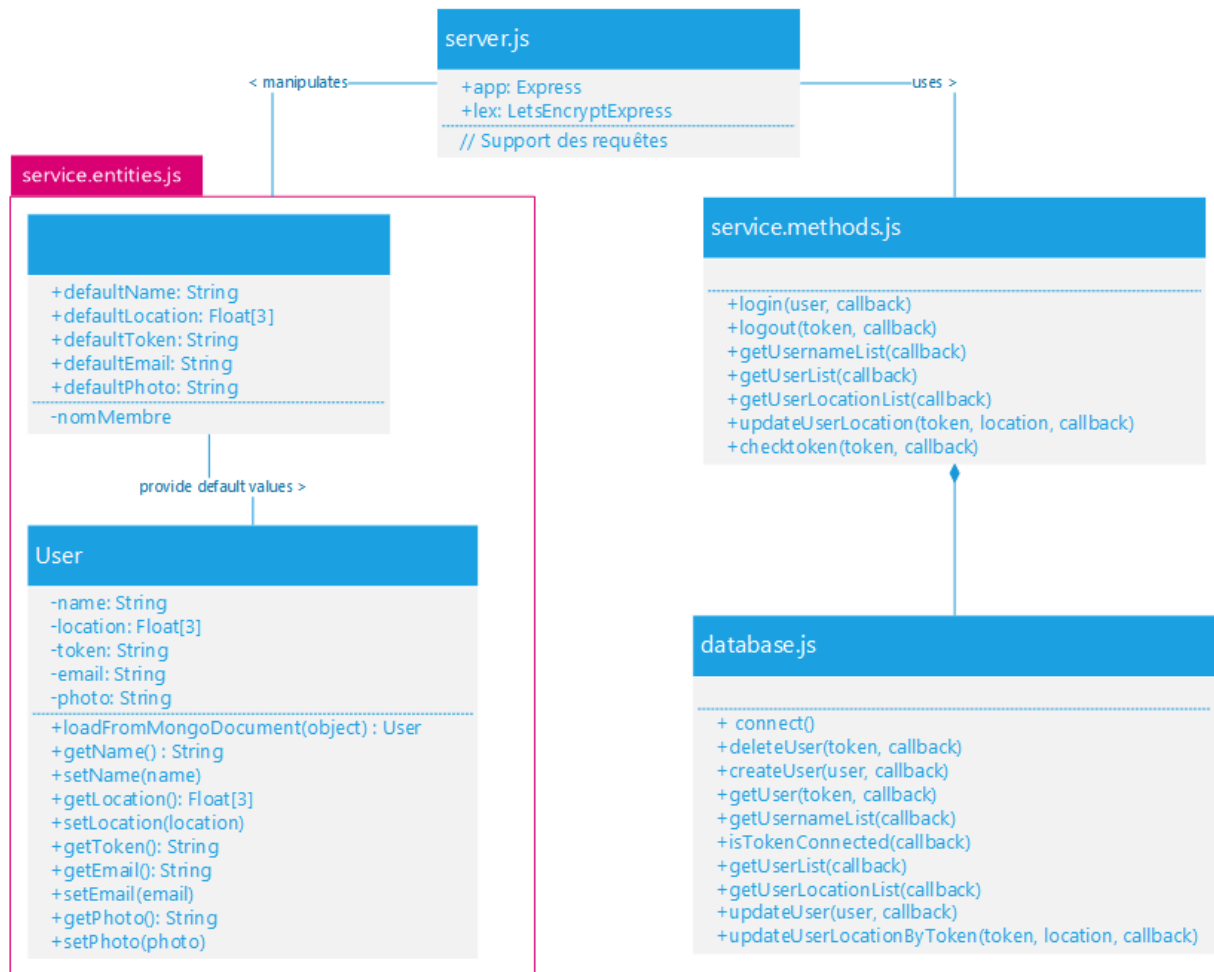 server.js
+app: Express
+lex: LetsEncryptExpress
// Support des requêtes
< manipulates
uses >
service.entities.js
+defaultName: String
+defaultLocation: Float[3]
+defaultToken: String
+defaultEmail: String
+defaultPhoto: String
-nomMembre
provide default values >
User
-name: String
-location: Float[3]
-token: String
-email: String
-photo: String
+loadFromMongoDocument(object) : User
+getName() : String
+setName(name)
+getLocation(): Float[3]
+setLocation(location)
+getToken(): String
+getEmail(): String
+setEmail(email)
+getPhoto(): String
+setPhoto(photo)
service.methods.js
+login(user, callback)
+logout(token, callback)
+getUsernameList(callback)
+getUserList(callback)
+getUserLocationList(callback)
+updateUserLocation(token, location, callback)
+checktoken(token, callback)
database.js
+ connect()
+deleteUser(token, callback)
+createUser(user, callback)
+getUser(token, callback)
+getUsernameList(callback)
+isTokenConnected(callback)
+getUserList(callback)
+getUserLocationList(callback)
+updateUser(user, callback)
+updateUserLocationByToken(token, location, callback)